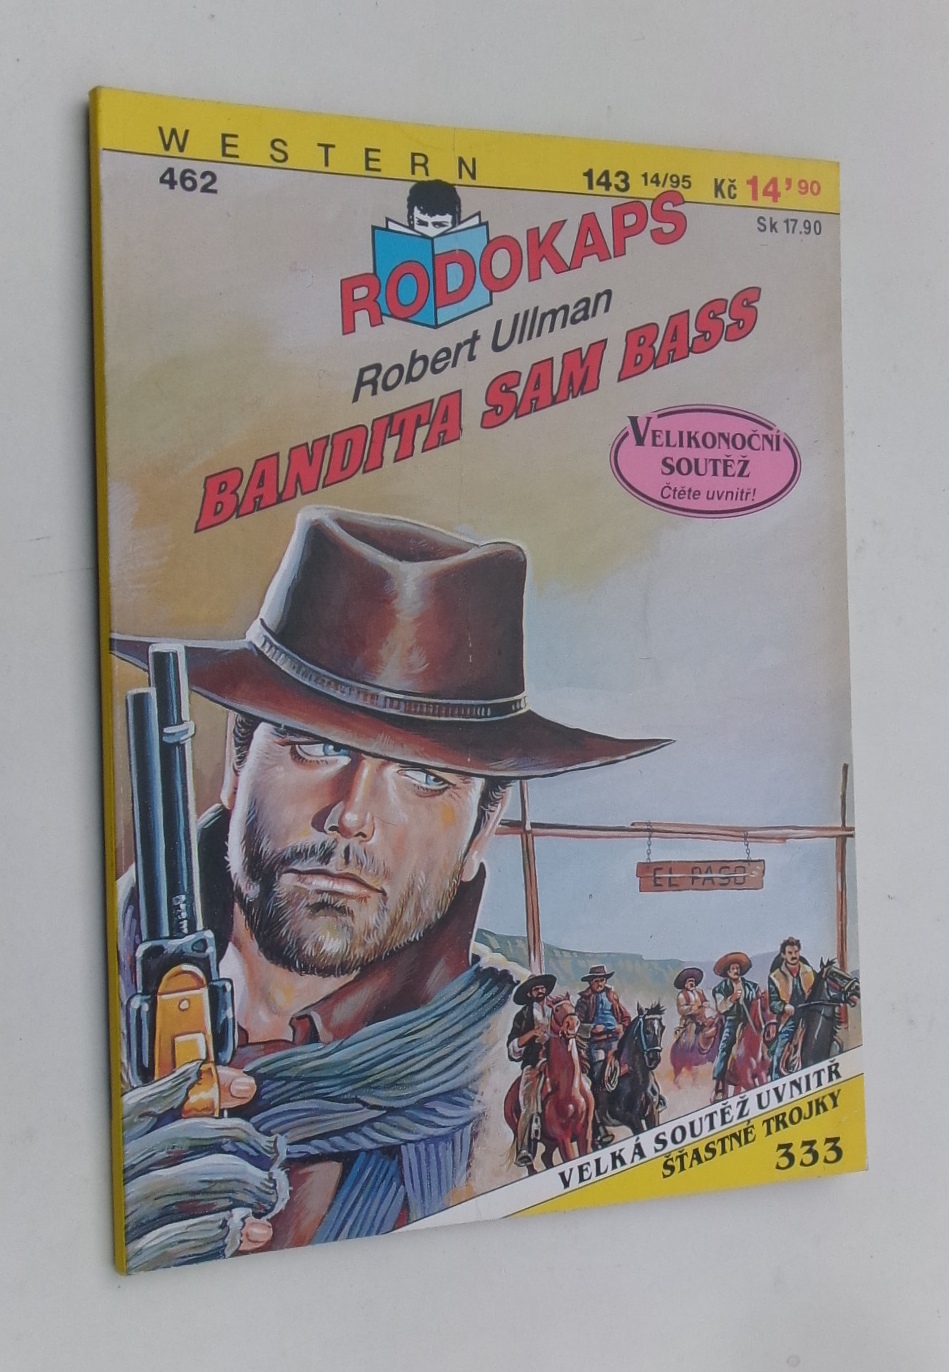 WESTERN
462
143 14/95 Kč 14'90
Sk 17.90
RODOKAPS
Robert Ullman
BANDITA SAM BASS
VELIKONOČNÍ
SOUTĚŽ
Čtěte uvnitř!
EL PASO
VELKÁ SOUTĚŽ UVNITŘ
ŠŤASTNÉ TROJKY
333